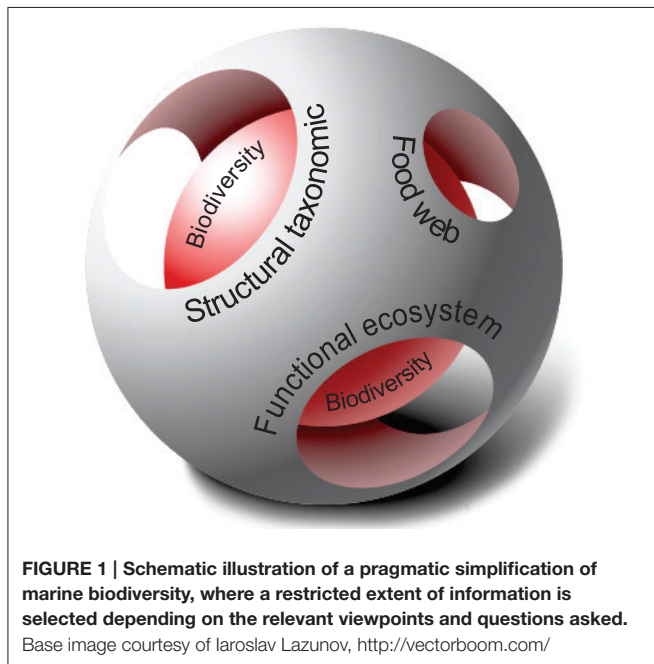 Biodiversity
Structural taxonomic
Food web
Functional ecosystem
Biodiversity
FIGURE 1 | Schematic illustration of a pragmatic simplification of
marine biodiversity, where a restricted extent of information is
selected depending on the relevant viewpoints and questions asked.
Base image courtesy of Iaroslav Lazunov, http://vectorboom.com/